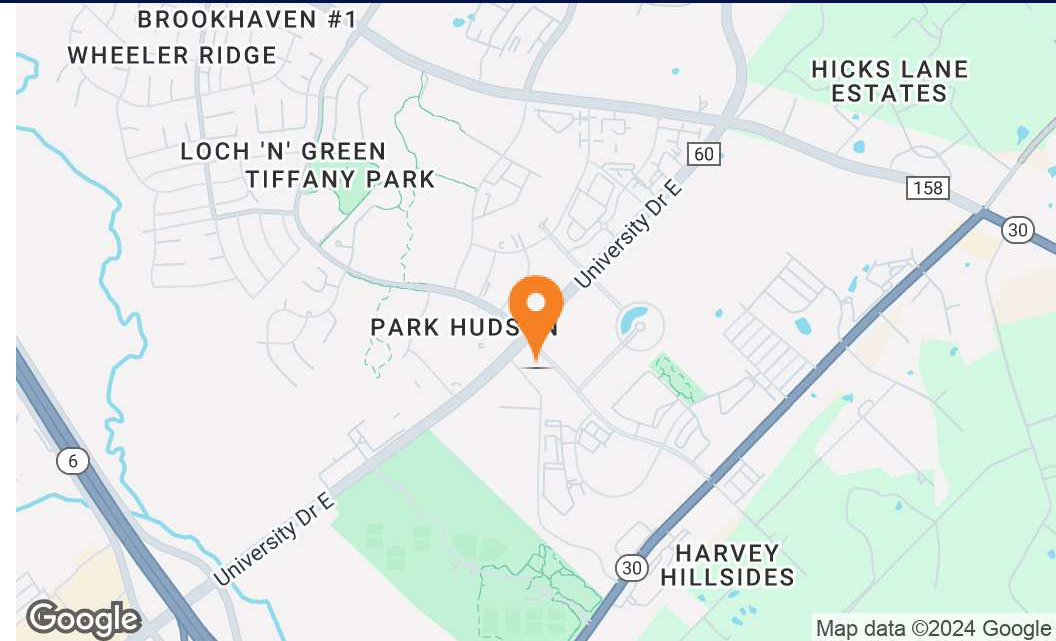 BROOKHAVEN #1
WHEELER RIDGE
HICKS LANE
ESTATES
LOCH 'N' GREEN
TIFFANY PARK
60
158
30
University Dr E
PARK HUDS N
6
University Dr E
30
HARVEY
HILLSIDES
Google
Map data ©2024 Google